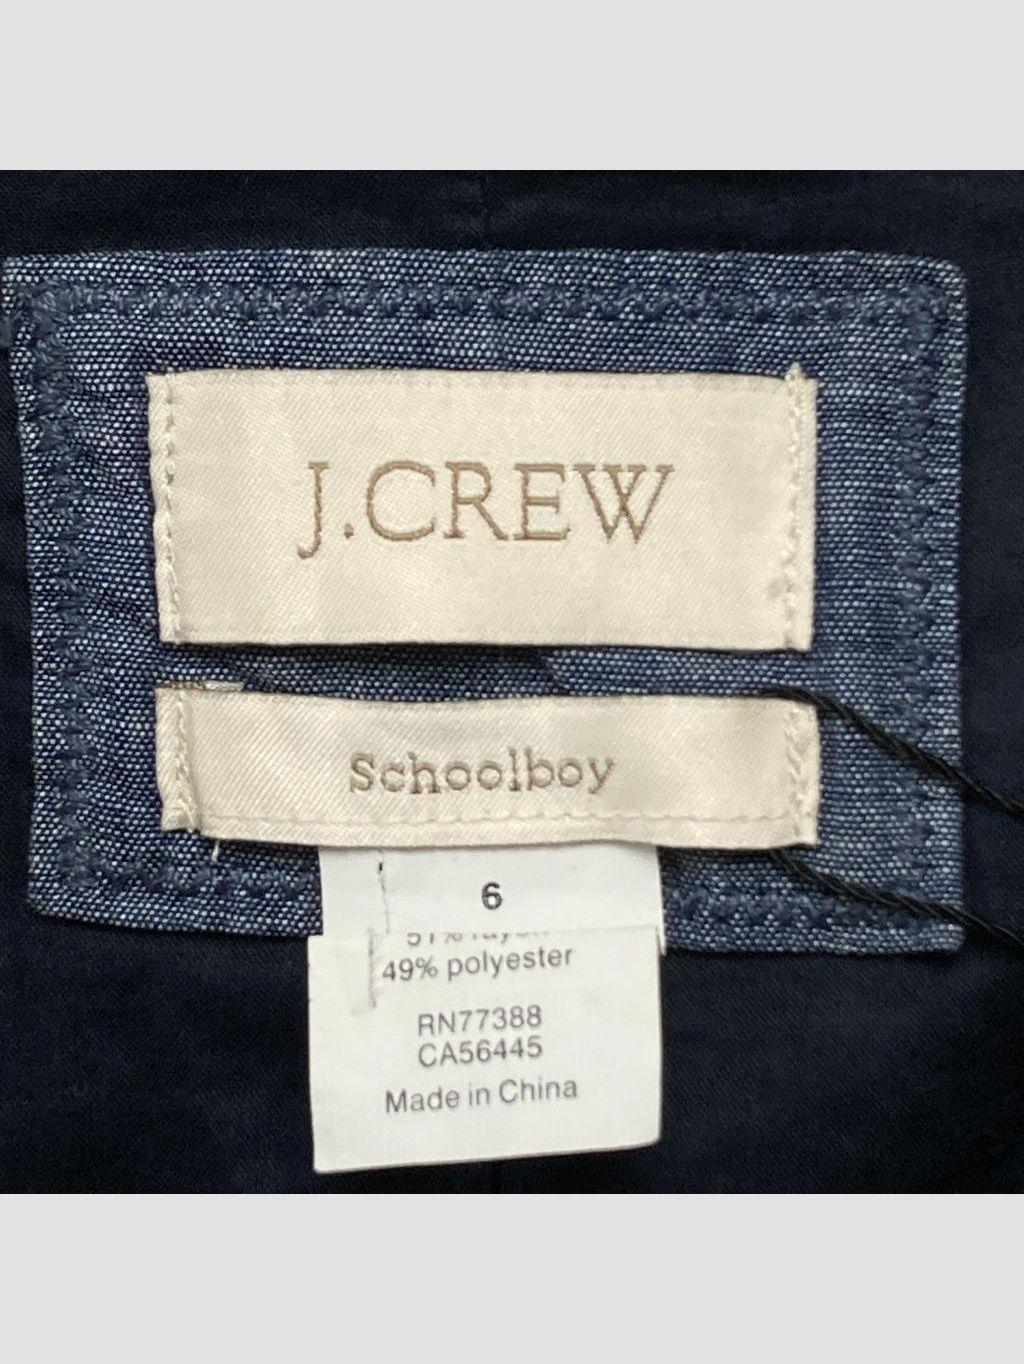 J.CREW
Schoolboy
6
49% polyester
RN77388
CA56445
Made in China